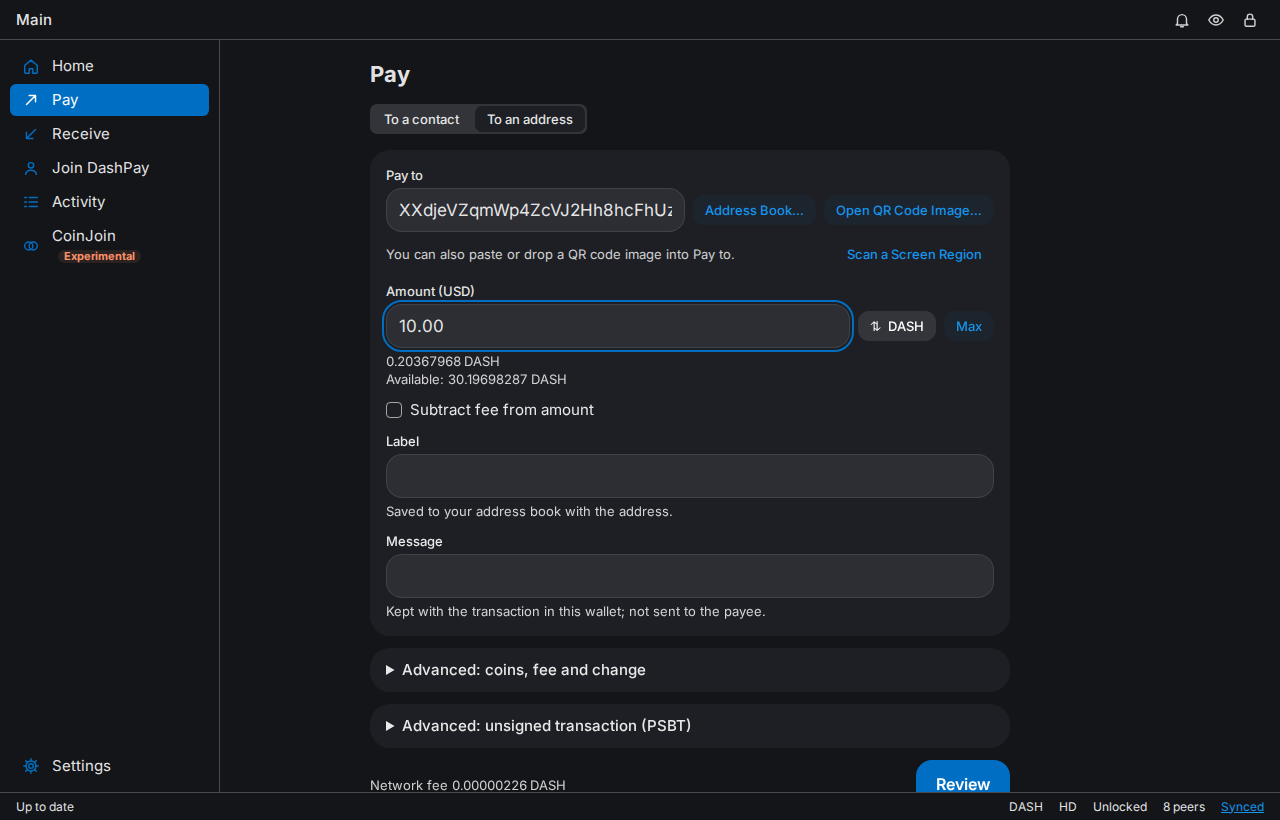 Main
Home
Pay
Receive
Join DashPay
Activity
CoinJoin
Experimental
Settings
Pay
To a contact
To an address
Pay to
XXdjeVZqmWp4ZcVJ2Hh8hcFhUz
Address Book...
Open QR Code Image...
You can also paste or drop a QR code image into Pay to.
Scan a Screen Region
Amount (USD)
10.00
⇅ DASH
Max
0.20367968 DASH
Available: 30.19698287 DASH
Subtract fee from amount
Label
Saved to your address book with the address.
Message
Kept with the transaction in this wallet; not sent to the payee.
Advanced: coins, fee and change
Advanced: unsigned transaction (PSBT)
Network fee 0.00000226 DASH
Review
Up to date
DASH
HD
Unlocked
8 peers
Synced